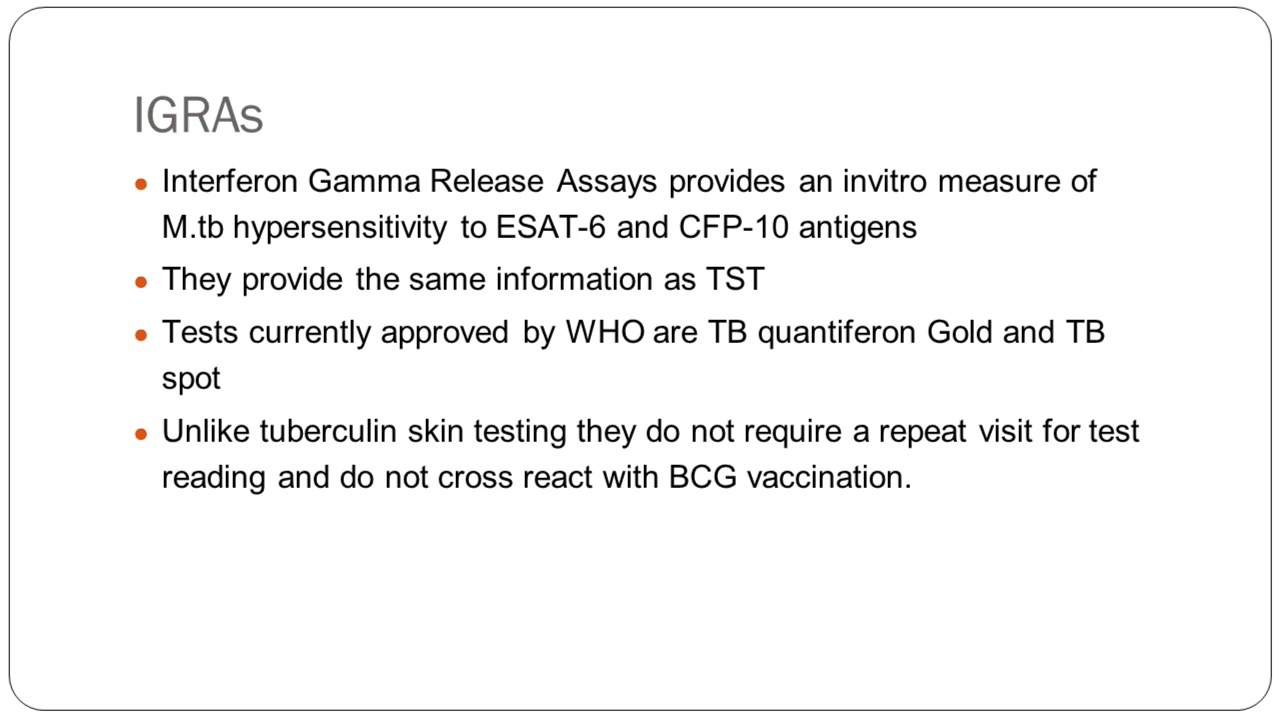 IGRAs
• Interferon Gamma Release Assays provides an invitro measure of
M.tb hypersensitivity to ESAT-6 and CFP-10 antigens
• They provide the same information as TST
• Tests currently approved by WHO are TB quantiferon Gold and TB
spot
• Unlike tuberculin skin testing they do not require a repeat visit for test
reading and do not cross react with BCG vaccination.